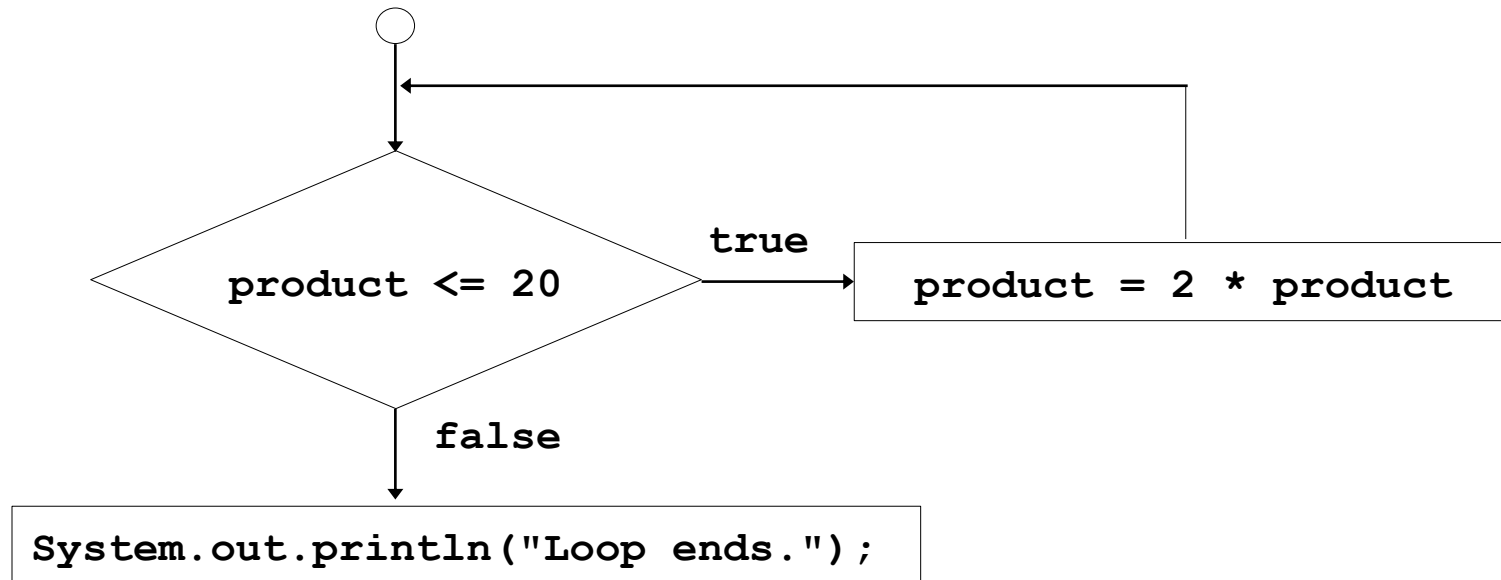 true
product <= 20
product = 2 * product
false
System.out.println("Loop ends.");